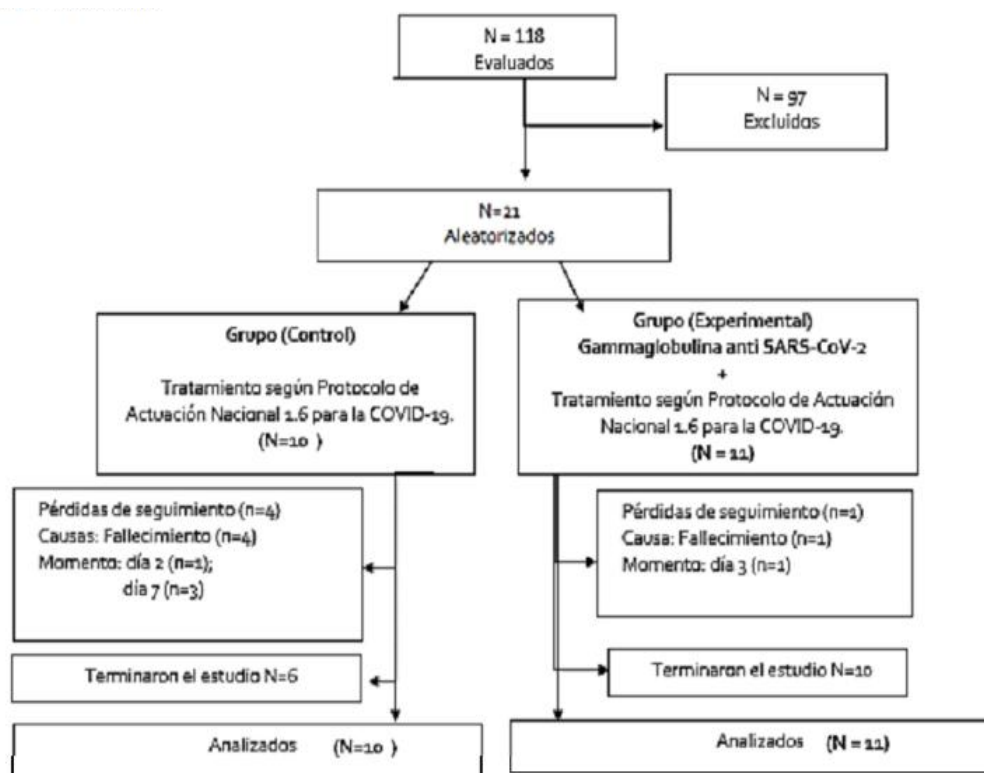 N = 118
Evaluados
N = 97
Excluidos
N=21
Aleatorizados
Grupo (Control)
Tratamiento según Protocolo de
Actuación Nacional 1.6 para la COVID-19.
(N=10 )
Grupo (Experimental)
Gammaglobulina anti SARS-CoV-2
+
Tratamiento según Protocolo de Actuación
Nacional 1.6 para la COVID-19.
(N = 11)
Pérdidas de seguimiento (n=4)
Causas: Fallecimiento (n=4)
Momento: día 2 (n=1);
día 7 (n=3)
Pérdidas de seguimiento (n=1)
Causa: Fallecimiento (n=1)
Momento: día 3 (n=1)
Terminaron el estudio N=6
Terminaron el estudio N=10
Analizados (N=10 )
Analizados (N = 11)